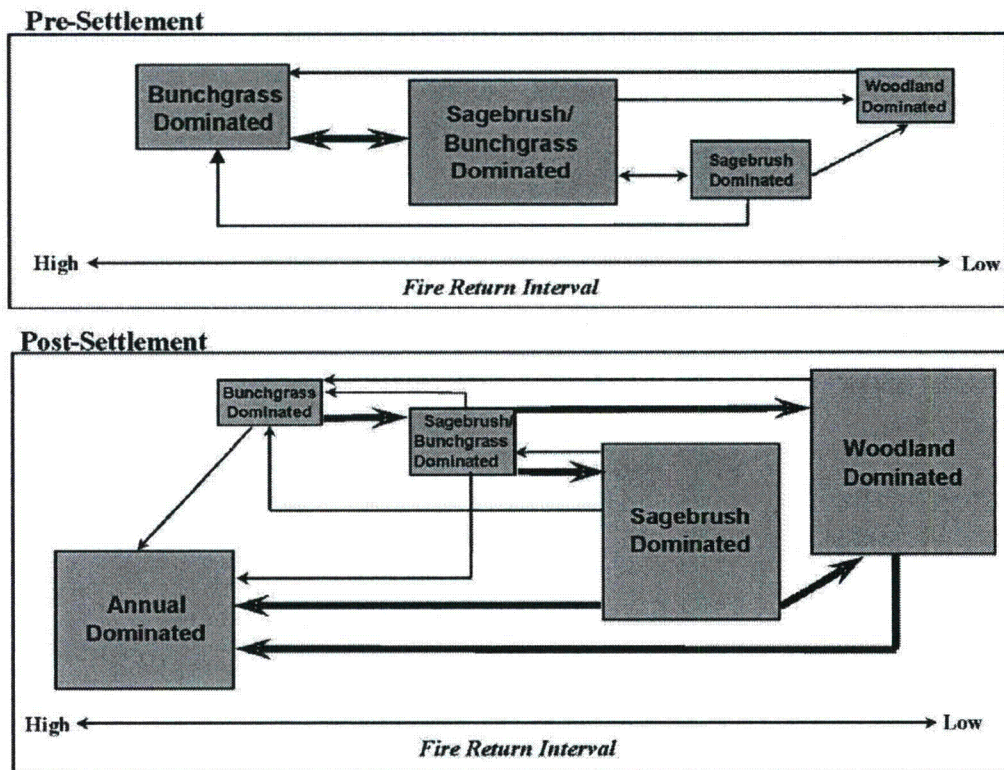 Pre-Settlement
Bunchgrass
Dominated
Sagebrush/
Bunchgrass
Dominated
Woodland
Dominated
Sagebrush
Dominated
High
Low
Fire Return Interval
Post-Settlement
Bunchgrass
Dominated
Sagebrush/
Bunchgrass
Dominated
Woodland
Dominated
Sagebrush
Dominated
Annual
Dominated
High
Low
Fire Return Interval